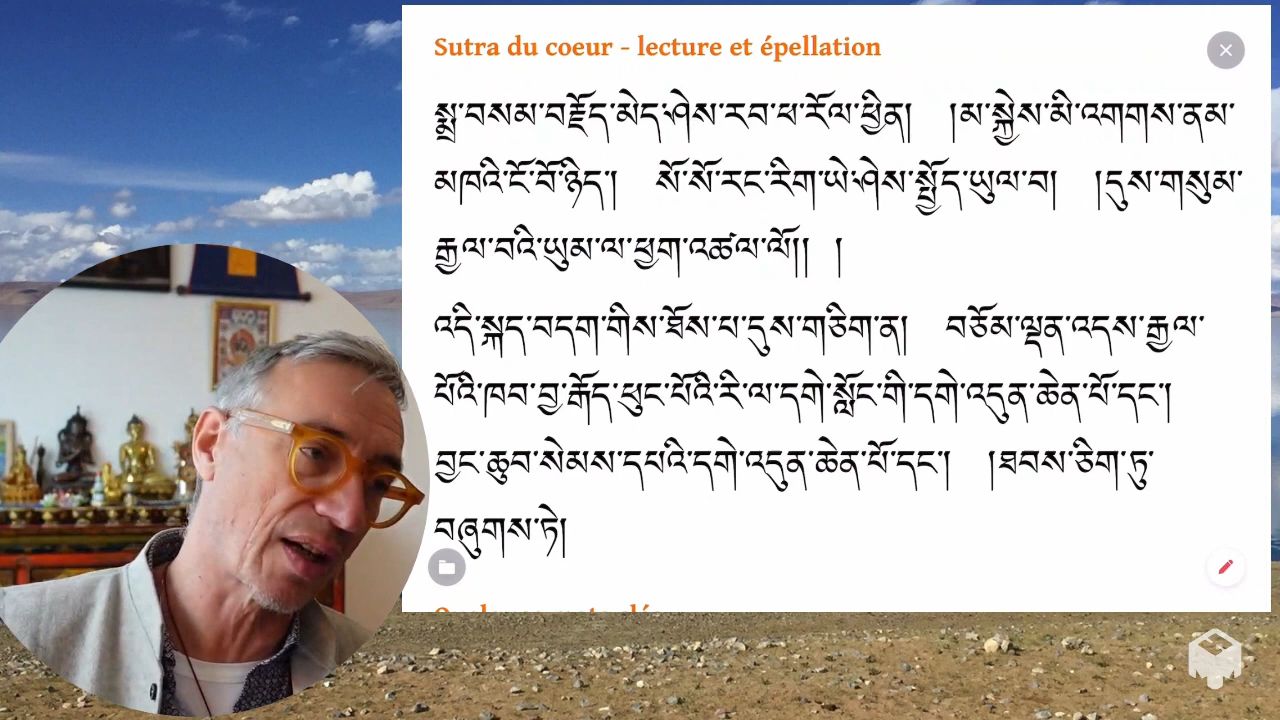 Sutra du coeur - lecture et épellation
སྨྲ་བསམ་བརྗོད་མེད་ཤེས་རབ་ཕ་རོལ་ཕྱིན། །མ་སྐྱེས་མི་འགགས་ནམ་
མཁའི་ངོ་བོ་ཉིད་། སོ་སོ་རང་རིག་ཡེ་ཤེས་སྤྱོད་ཡུལ་བ། །དུས་གསུམ་
རྒྱལ་བའི་ཡུམ་ལ་ཕྱག་འཚལ་ལོ།། །
འདི་སྐད་བདག་གིས་ཐོས་པ་དུས་གཅིག་ན། བཅོམ་ལྡན་འདས་རྒྱལ་
པོའི་ཁབ་བྱ་རྒོད་ཕུང་པོའི་རི་ལ་དགེ་སློང་གི་དགེ་འདུན་ཆེན་པོ་དང་།
བྱང་ཆུབ་སེམས་དཔའི་དགེ་འདུན་ཆེན་པོ་དང་། །ཐབས་ཅིག་ཏུ་
བཞུགས་ཏེ།